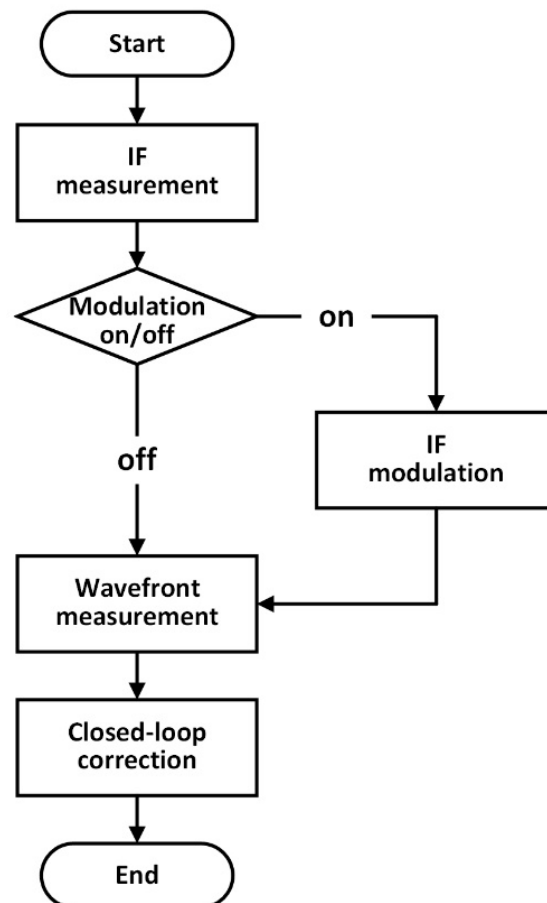 Start
IF
measurement
Modulation
on/off
on
off
IF
modulation
Wavefront
measurement
Closed-loop
correction
End